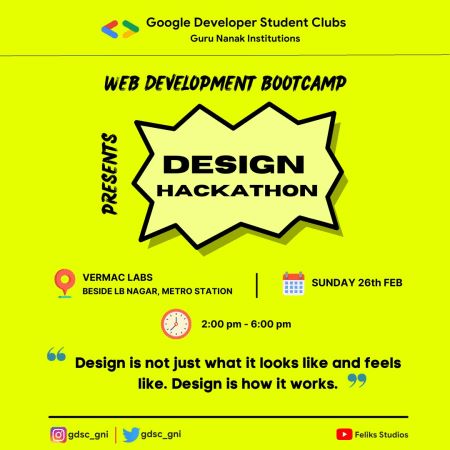 Google Developer Student Clubs
Guru Nanak Institutions
WEB DEVELOPMENT BOOTCAMP
PRESENTS
DESIGN
HACKATHON
VERMAC LABS
BESIDE LB NAGAR, METRO STATION
SUNDAY 26th FEB
2:00 pm - 6:00 pm
“ Design is not just what it looks like and feels
like. Design is how it works. ”
gdsc_gni
gdsc_gni
Feliks Studios